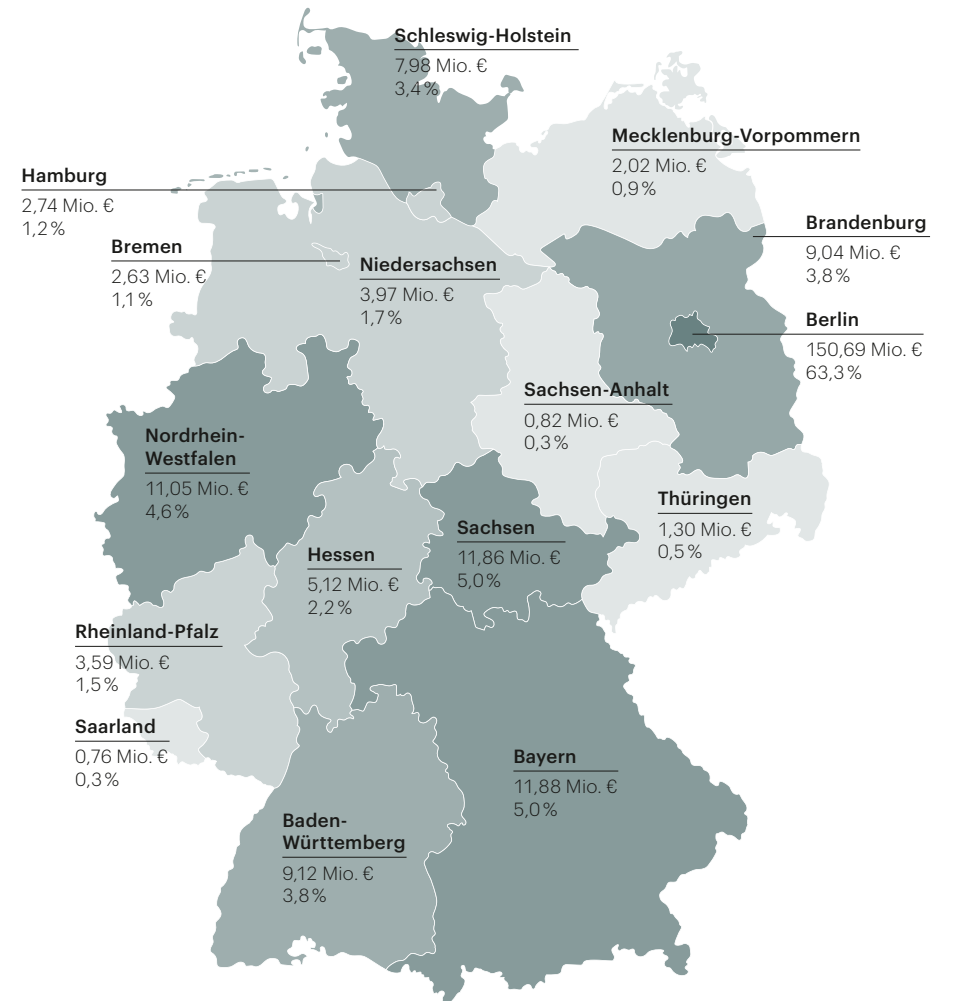 Schleswig-Holstein
7,98 Mio. €
3,4%
Mecklenburg-Vorpommern
2,02 Mio. €
0,9%
Hamburg
2,74 Mio. €
1,2%
Brandenburg
9,04 Mio. €
3,8%
Bremen
2,63 Mio. €
1,1%
Niedersachsen
3,97 Mio. €
1,7%
Berlin
150,69 Mio. €
63,3%
Sachsen-Anhalt
0,82 Mio. €
0,3%
Nordrhein-
Westfalen
11,05 Mio. €
4,6%
Thüringen
1,30 Mio. €
0,5%
Sachsen
11,86 Mio. €
5,0%
Hessen
5,12 Mio. €
2,2%
Rheinland-Pfalz
3,59 Mio. €
1,5%
Saarland
0,76 Mio. €
0,3%
Bayern
11,88 Mio. €
5,0%
Baden-
Württemberg
9,12 Mio. €
3,8%